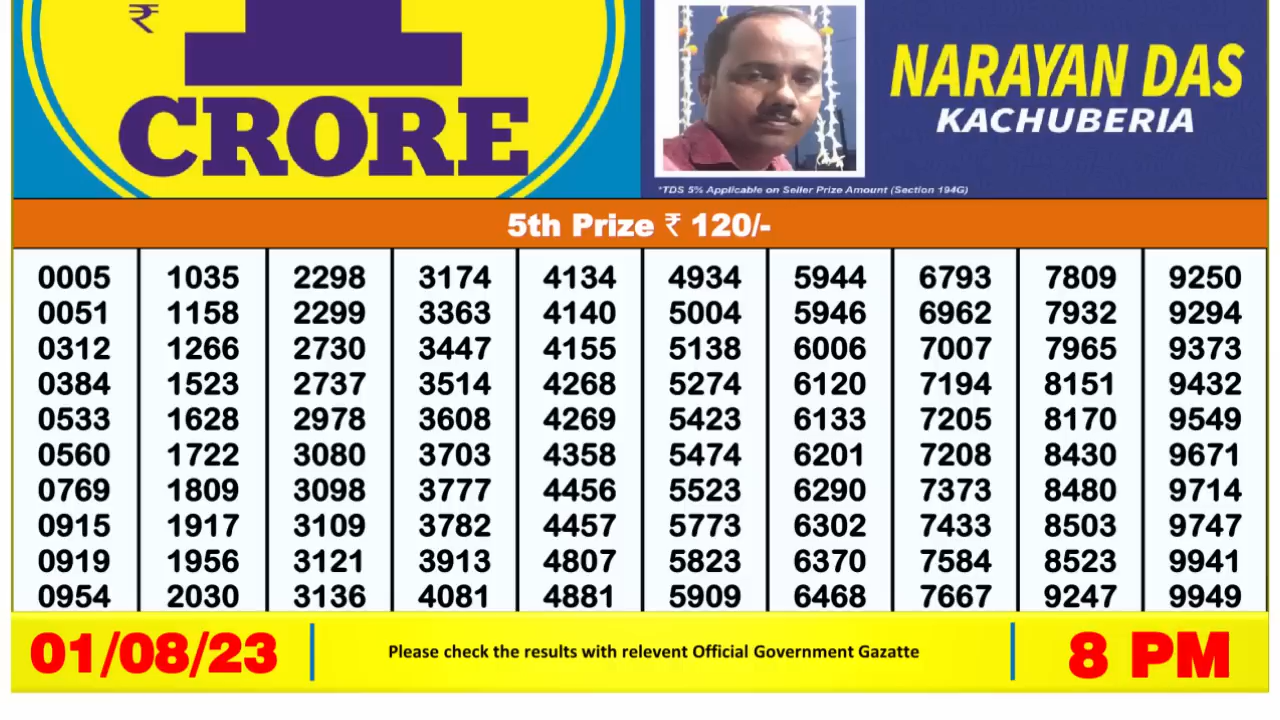 ₹
1
CRORE
NARAYAN DAS
KACHUBERIA
*TDS 5% Applicable on Seller Prize Amount (Section 194G)
5th Prize ₹ 120/-
0005 1035 2298 3174 4134 4934 5944 6793 7809 9250
0051 1158 2299 3363 4140 5004 5946 6962 7932 9294
0312 1266 2730 3447 4155 5138 6006 7007 7965 9373
0384 1523 2737 3514 4268 5274 6120 7194 8151 9432
0533 1628 2978 3608 4269 5423 6133 7205 8170 9549
0560 1722 3080 3703 4358 5474 6201 7208 8430 9671
0769 1809 3098 3777 4456 5523 6290 7373 8480 9714
0915 1917 3109 3782 4457 5773 6302 7433 8503 9747
0919 1956 3121 3913 4807 5823 6370 7584 8523 9941
0954 2030 3136 4081 4881 5909 6468 7667 9247 9949
01/08/23
Please check the results with relevent Official Government Gazatte
8 PM